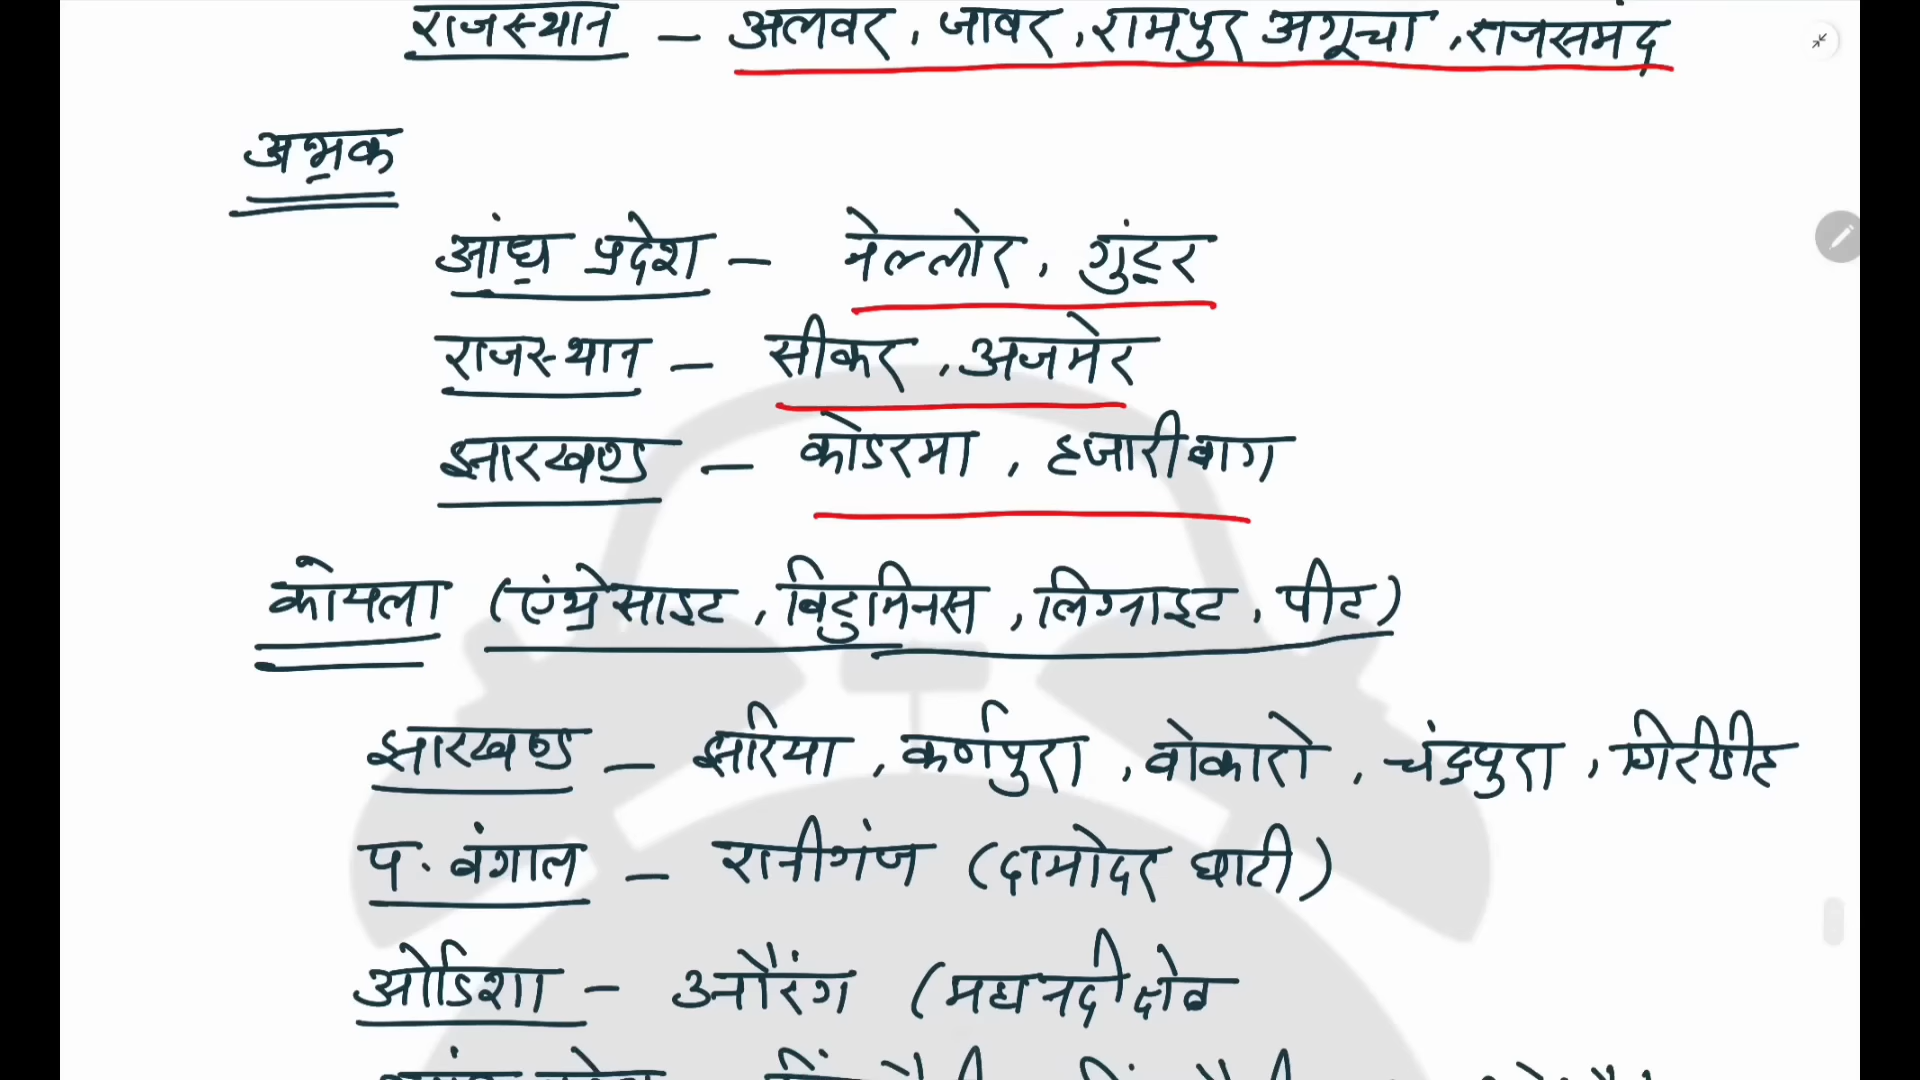 राजस्थान – अलवर, जावर, रामपुर अगूचा, राजसमंद
अभ्रक
आंध्र प्रदेश – नेल्लोर, गुंटूर
राजस्थान – सीकर, अजमेर
झारखण्ड – कोडरमा, हजारीबाग
कोयला (एंथ्रेसाइट, बिटुमिनस, लिग्नाइट, पीट)
झारखण्ड – झरिया, कर्णपुरा, बोकारो, चंद्रपुरा, गिरीडीह
प. बंगाल – रानीगंज (दामोदर घाटी)
ओडिशा – (महानदी क्षेत्र